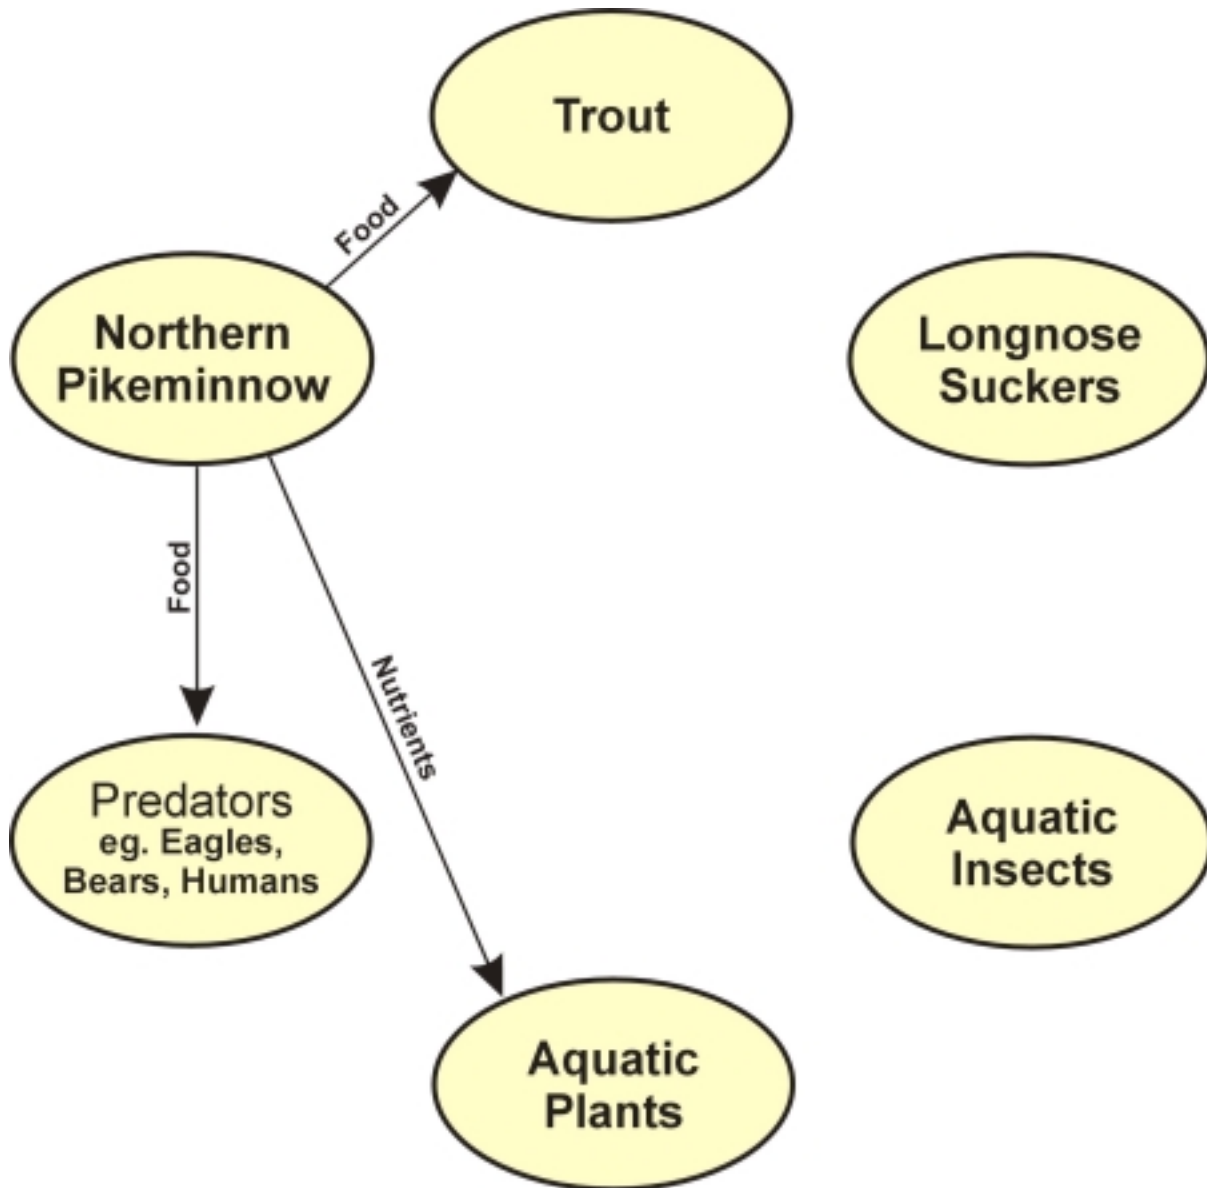 Trout
Food
Northern
Pikeminnow
Longnose
Suckers
Food
Nutrients
Predators
eg. Eagles,
Bears, Humans
Aquatic
Insects
Aquatic
Plants